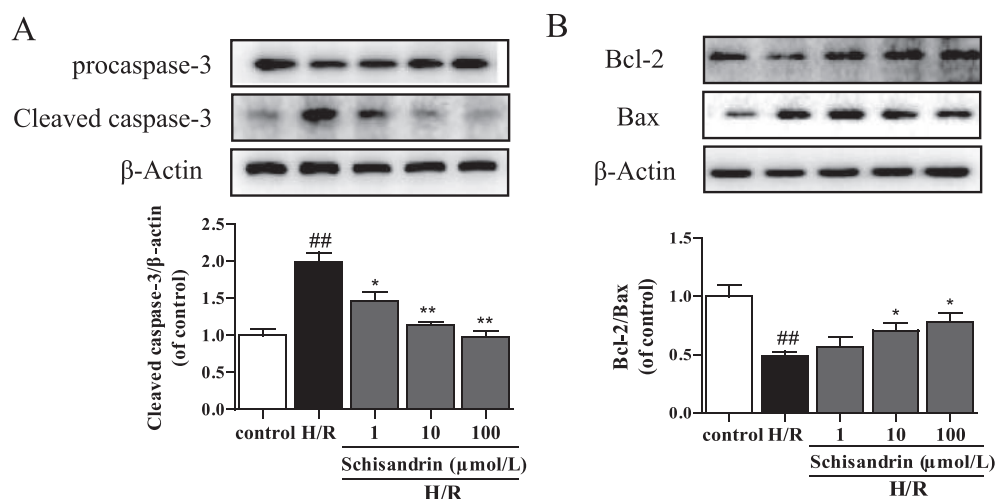 A
procaspase-3
Cleaved caspase-3
β-Actin
Cleaved caspase-3/β-actin
(of control)
2.5
2.0
1.5
1.0
0.5
0.0
##
*
**
**
control H/R 1 10 100
Schisandrin (μmol/L)
H/R
B
Bcl-2
Bax
β-Actin
Bcl-2/Bax
(of control)
1.5
1.0
0.5
0.0
##
*
*
control H/R 1 10 100
Schisandrin (μmol/L)
H/R